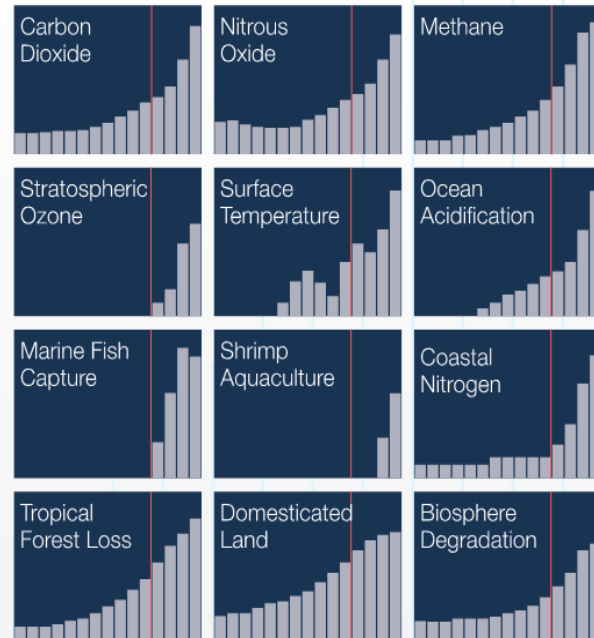 Carbon
Dioxide
Nitrous
Oxide
Methane
Stratospheric
Ozone
Surface
Temperature
Ocean
Acidification
Marine Fish
Capture
Shrimp
Aquaculture
Coastal
Nitrogen
Tropical
Forest Loss
Domesticated
Land
Biosphere
Degradation